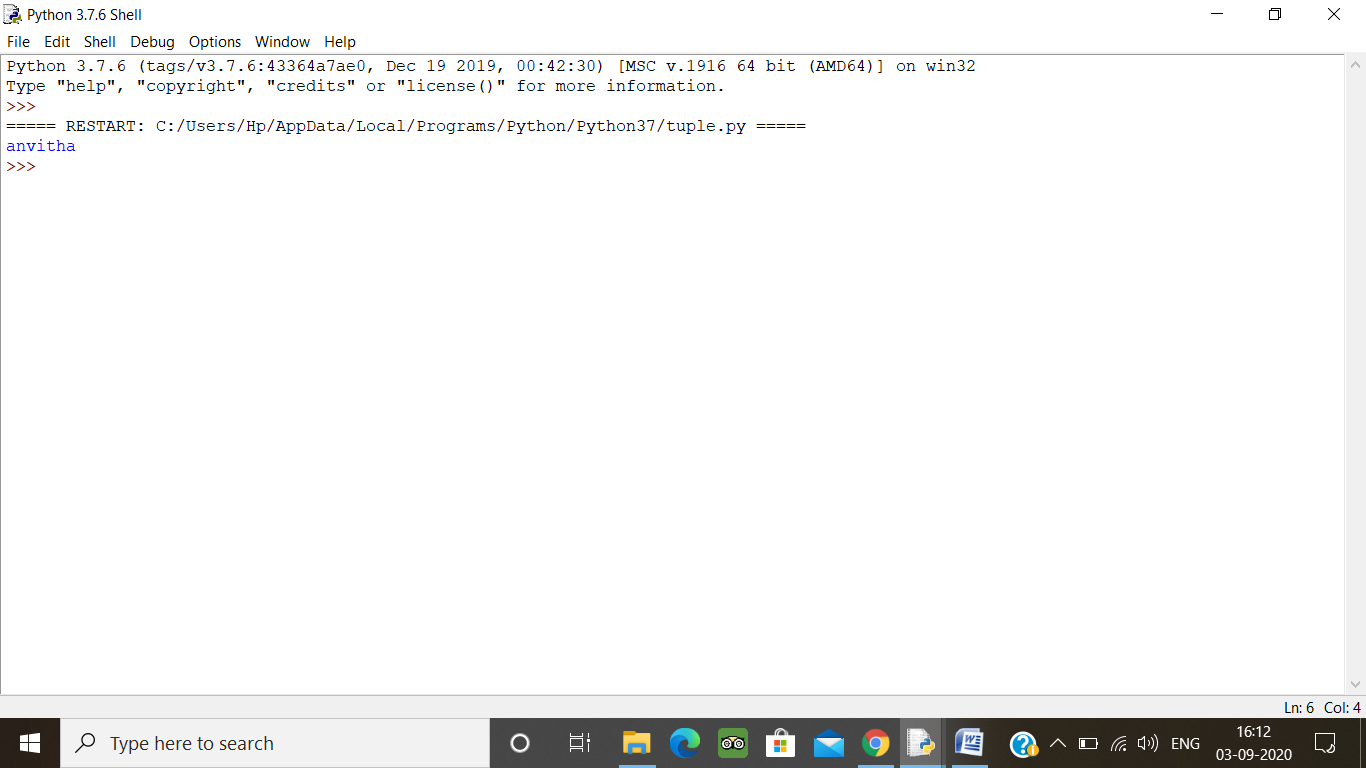 Python 3.7.6 Shell
File Edit Shell Debug Options Window Help
Python 3.7.6 (tags/v3.7.6:43364a7ae0, Dec 19 2019, 00:42:30) [MSC v.1916 64 bit (AMD64)] on win32
Type "help", "copyright", "credits" or "license()" for more information.
>>>
===== RESTART: C:/Users/Hp/AppData/Local/Programs/Python/Python37/tuple.py =====
anvitha
>>>
Ln: 6 Col: 4
Type here to search
ENG
16:12
03-09-2020